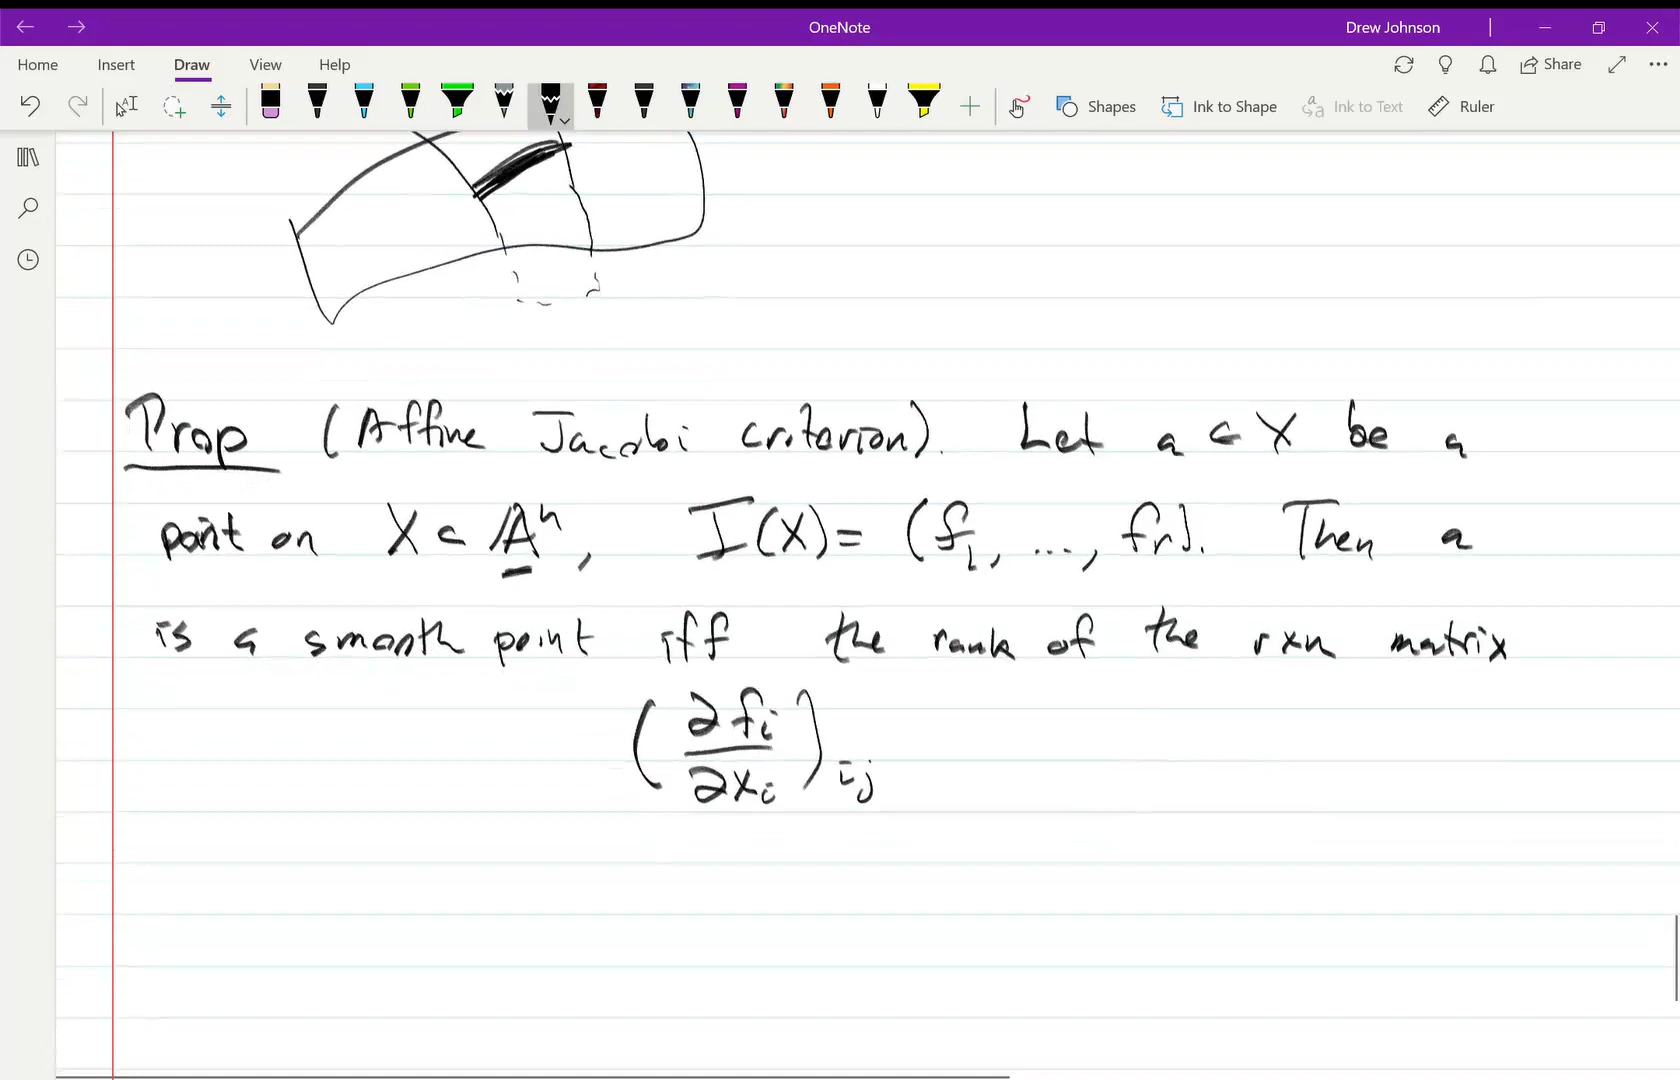 OneNote
Drew Johnson
Home Insert Draw View Help
Share
Shapes Ink to Shape Ink to Text Ruler
Prop (Affine Jacobi criterion). Let a ∈ X be a
point on X ⊂ 𝔸ⁿ, I(X) = (f₁, ..., fr). Then a
is a smooth point iff the rank of the r×n matrix
(∂fi/∂xi)ij